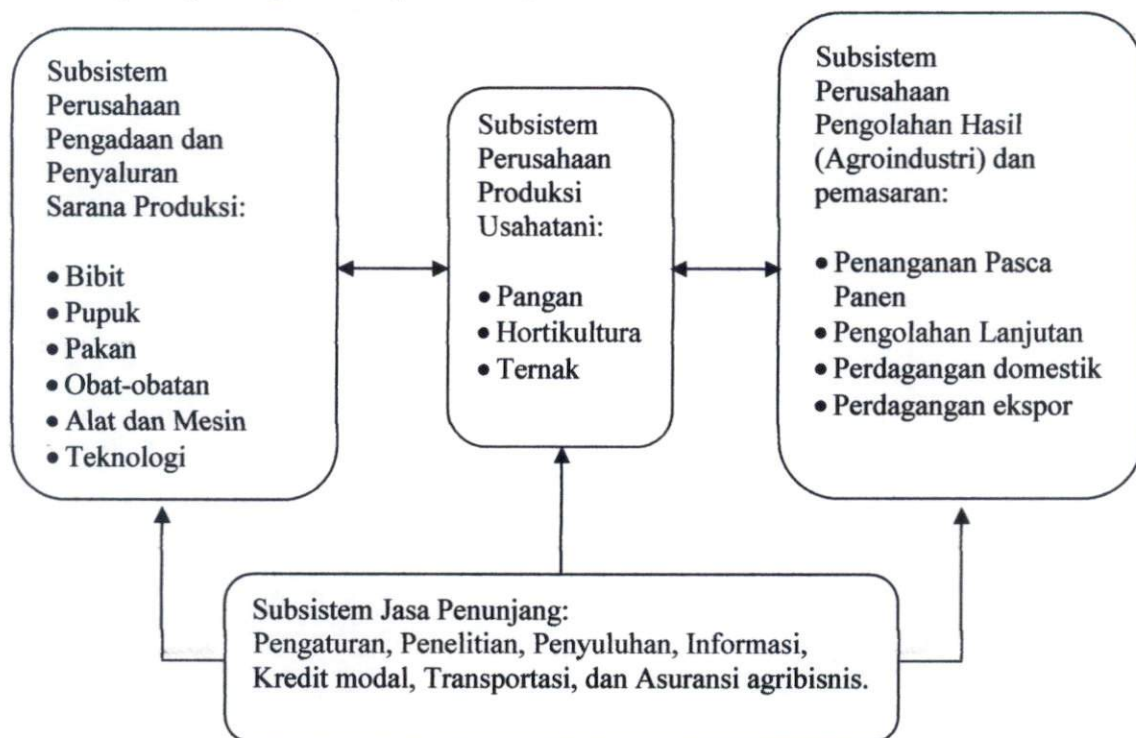 Subsistem
Perusahaan
Pengadaan dan
Penyaluran
Sarana Produksi:
• Bibit
• Pupuk
• Pakan
• Obat-obatan
• Alat dan Mesin
• Teknologi
Subsistem
Perusahaan
Produksi
Usahatani:
• Pangan
• Hortikultura
• Ternak
Subsistem
Perusahaan
Pengolahan Hasil
(Agroindustri) dan
pemasaran:
• Penanganan Pasca
Panen
• Pengolahan Lanjutan
• Perdagangan domestik
• Perdagangan ekspor
Subsistem Jasa Penunjang:
Pengaturan, Penelitian, Penyuluhan, Informasi,
Kredit modal, Transportasi, dan Asuransi agribisnis.